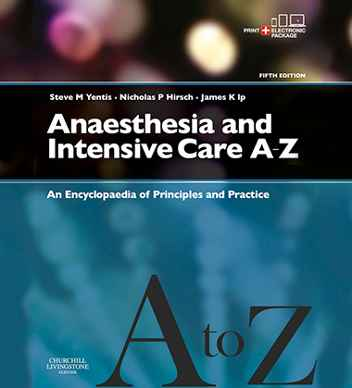 PRINT + ELECTRONIC
PACKAGE
FIFTH EDITION
Steve M Yentis · Nicholas P Hirsch · James K Ip
Anaesthesia and
Intensive Care A-Z
An Encyclopaedia of Principles and Practice
A to Z
CHURCHILL
LIVINGSTONE
ELSEVIER